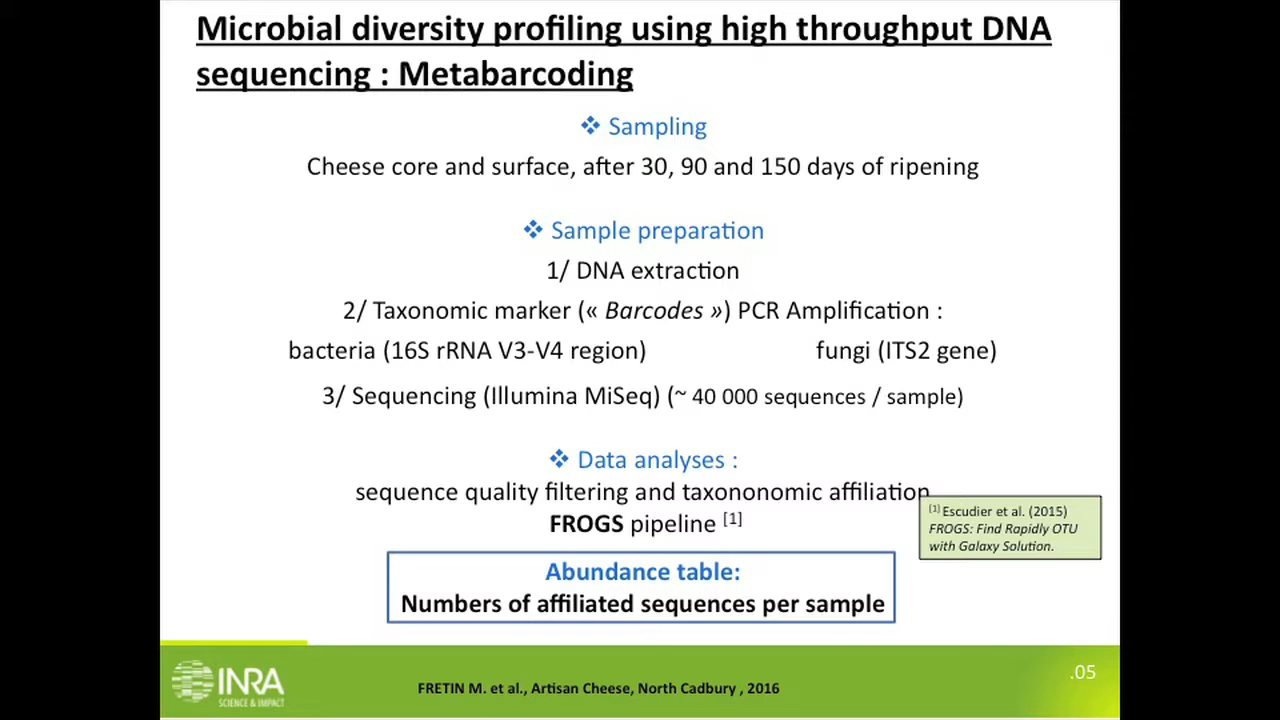 Microbial diversity profiling using high throughput DNA
sequencing : Metabarcoding
❖ Sampling
Cheese core and surface, after 30, 90 and 150 days of ripening
❖ Sample preparation
1/ DNA extraction
2/ Taxonomic marker (« Barcodes ») PCR Amplification :
bacteria (16S rRNA V3-V4 region) fungi (ITS2 gene)
3/ Sequencing (Illumina MiSeq) (~ 40 000 sequences / sample)
❖ Data analyses :
sequence quality filtering and taxononomic affiliation
FROGS pipeline [1]
[1] Escudier et al. (2015)
FROGS: Find Rapidly OTU
with Galaxy Solution.
Abundance table:
Numbers of affiliated sequences per sample
INRA
SCIENCE & IMPACT
FRETIN M. et al., Artisan Cheese, North Cadbury , 2016
.05